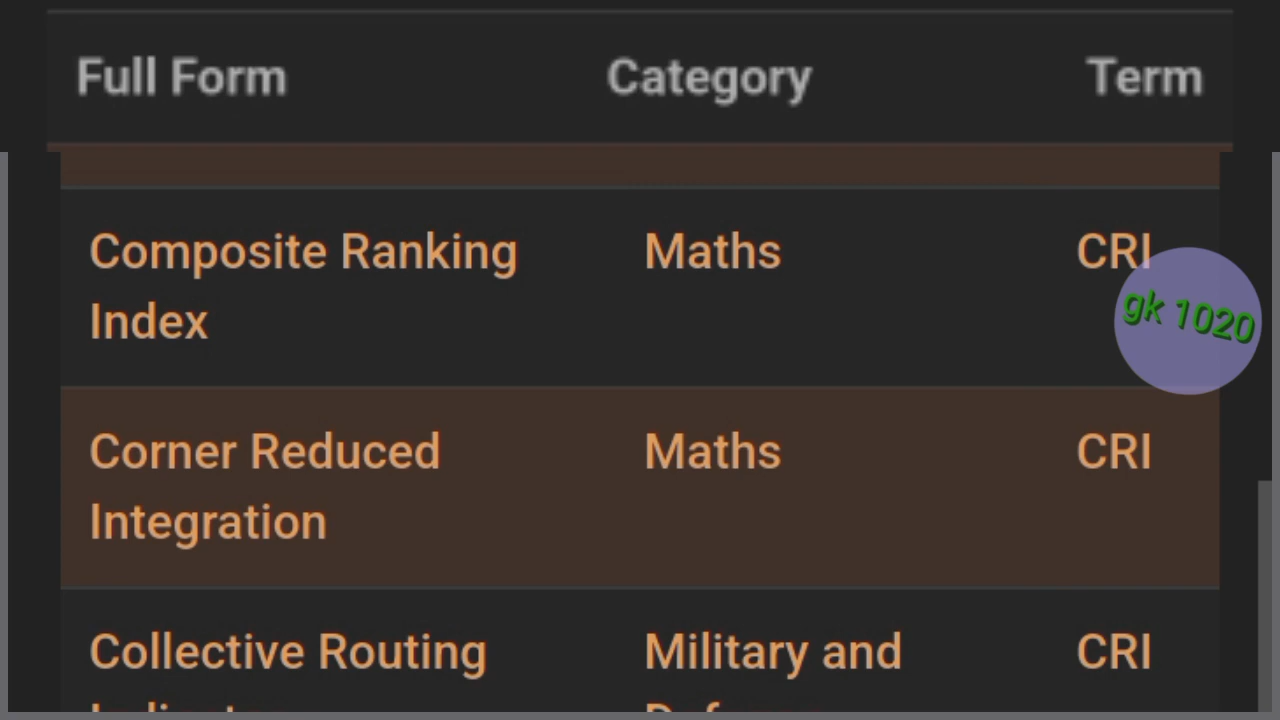 Full Form Category Term
Composite Ranking Maths CRI
Index
gk 1020
Corner Reduced Maths CRI
Integration
Collective Routing Military and CRI